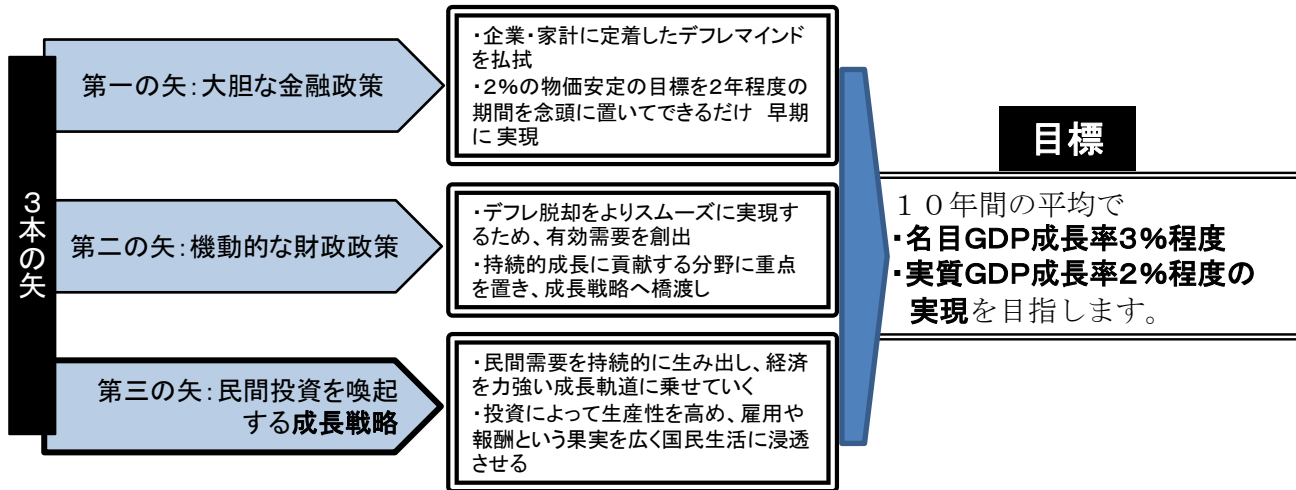 3本の矢
第一の矢：大胆な金融政策
・企業・家計に定着したデフレマインド
を払拭
・2％の物価安定の目標を2年程度の
期間を念頭に置いてできるだけ　早期
に 実現
第二の矢：機動的な財政政策
・デフレ脱却をよりスムーズに実現す
るため、有効需要を創出
・持続的成長に貢献する分野に重点
を置き、成長戦略へ橋渡し
第三の矢：民間投資を喚起
する成長戦略
・民間需要を持続的に生み出し、経済
を力強い成長軌道に乗せていく
・投資によって生産性を高め、雇用や
報酬という果実を広く国民生活に浸透
させる
目標
１０年間の平均で
・名目GDP成長率3％程度
・実質GDP成長率2％程度の
実現を目指します。